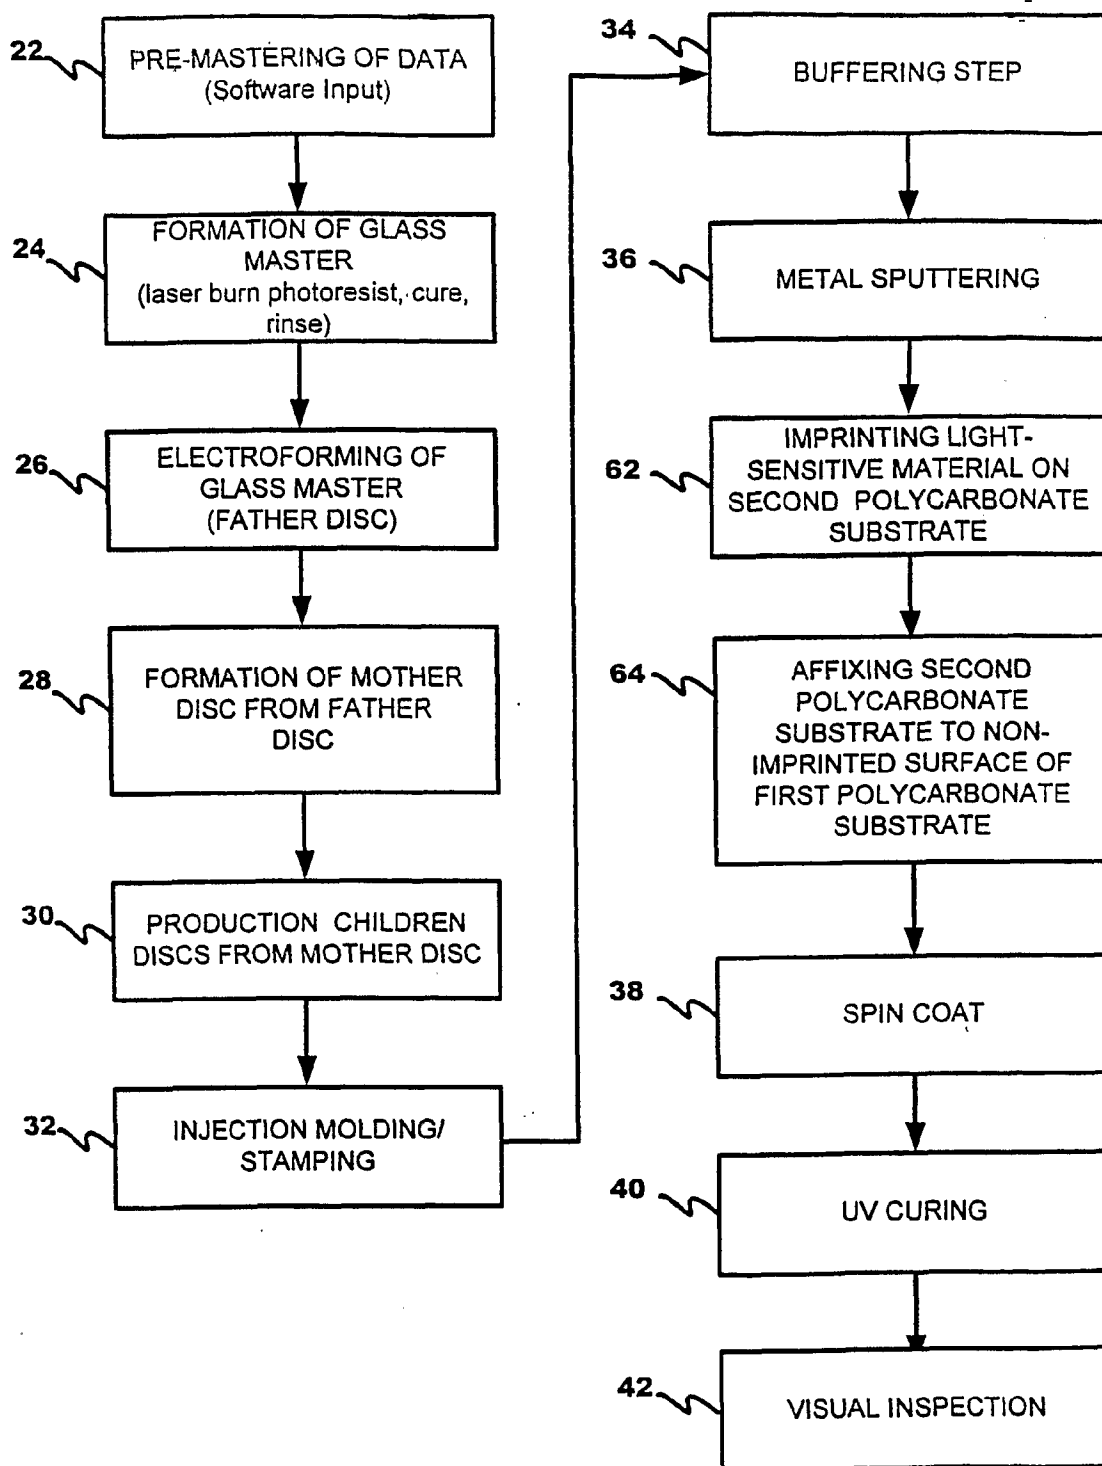 22
PRE-MASTERING OF DATA
(Software Input)
24
FORMATION OF GLASS
MASTER
(laser burn photoresist, cure,
rinse)
26
ELECTROFORMING OF
GLASS MASTER
(FATHER DISC)
28
FORMATION OF MOTHER
DISC FROM FATHER
DISC
30
PRODUCTION CHILDREN
DISCS FROM MOTHER DISC
32
INJECTION MOLDING/
STAMPING
34
BUFFERING STEP
36
METAL SPUTTERING
62
IMPRINTING LIGHT-
SENSITIVE MATERIAL ON
SECOND POLYCARBONATE
SUBSTRATE
64
AFFIXING SECOND
POLYCARBONATE
SUBSTRATE TO NON-
IMPRINTED SURFACE OF
FIRST POLYCARBONATE
SUBSTRATE
38
SPIN COAT
40
UV CURING
42
VISUAL INSPECTION